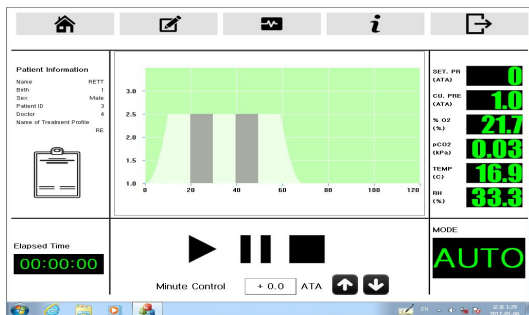 Patient Information
Name RETT
Birth 1
Sex Male
Patient ID 3
Doctor 4
Name of Treatment Profile
RE
3.0
2.5
2.0
1.5
1.0
0 20 40 60 80 100 120
SET. PR
(ATA) 0
CU. PRE
(ATA) 1.0
% O2
(%) 21.7
pCO2
(kPa) 0.03
TEMP
(C) 16.9
RH
(%) 33.3
Elapsed Time
00:00:00
Minute Control + 0.0 ATA
MODE
AUTO
EN
1:29